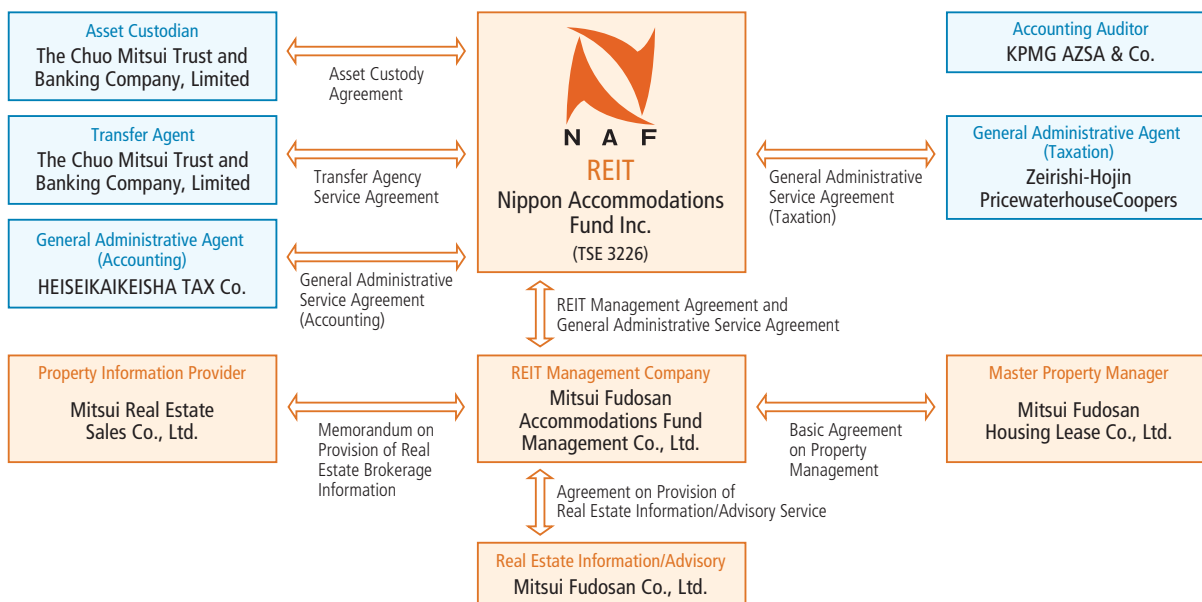 Asset Custodian
The Chuo Mitsui Trust and
Banking Company, Limited
Asset Custody
Agreement
Transfer Agent
The Chuo Mitsui Trust and
Banking Company, Limited
Transfer Agency
Service Agreement
General Administrative Agent
(Accounting)
HEISEIKAIKEISHA TAX Co.
General Administrative
Service Agreement
(Accounting)
N A F
REIT
Nippon Accommodations
Fund Inc.
(TSE 3226)
Accounting Auditor
KPMG AZSA & Co.
General Administrative Agent
(Taxation)
Zeirishi-Hojin
PricewaterhouseCoopers
General Administrative
Service Agreement
(Taxation)
REIT Management Agreement and
General Administrative Service Agreement
Property Information Provider
Mitsui Real Estate
Sales Co., Ltd.
Memorandum on
Provision of Real
Estate Brokerage
Information
REIT Management Company
Mitsui Fudosan
Accommodations Fund
Management Co., Ltd.
Basic Agreement
on Property
Management
Master Property Manager
Mitsui Fudosan
Housing Lease Co., Ltd.
Agreement on Provision of
Real Estate Information/Advisory Service
Real Estate Information/Advisory
Mitsui Fudosan Co., Ltd.